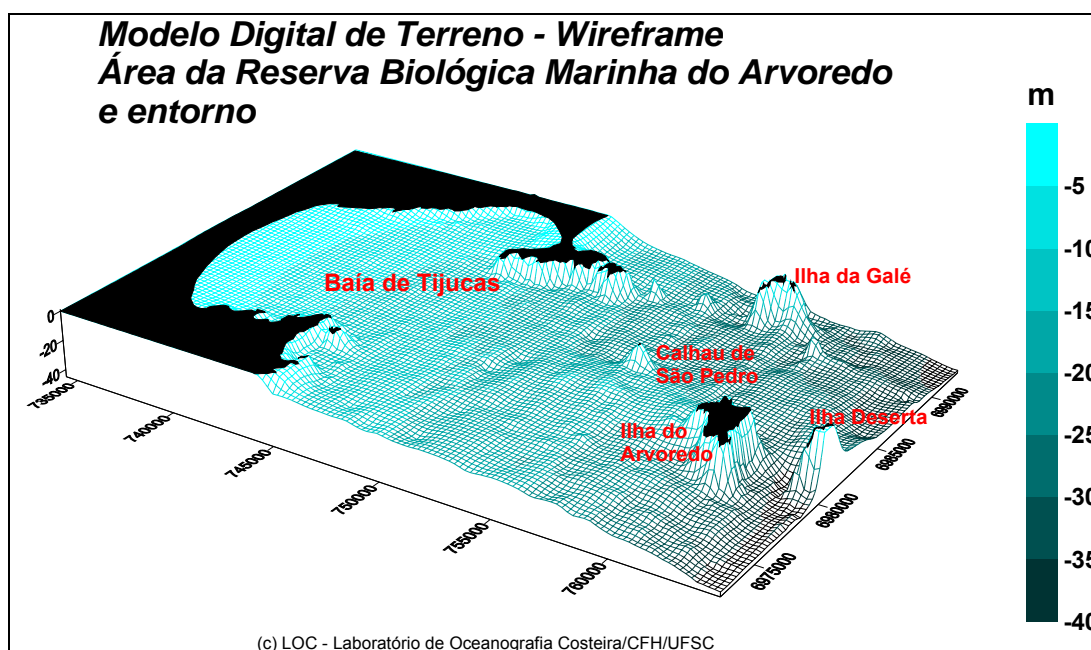 Modelo Digital de Terreno - Wireframe
Área da Reserva Biológica Marinha do Arvoredo
e entorno
m
-5
-10
-15
-20
-25
-30
-35
-40
Baía de Tijucas
Ilha da Galé
Calhau de
São Pedro
Ilha do
Arvoredo
Ilha Deserta
0
-20
-40
735000
740000
745000
750000
755000
760000
6975000
6980000
6985000
6990000
(c) LOC - Laboratório de Oceanografia Costeira/CFH/UFSC